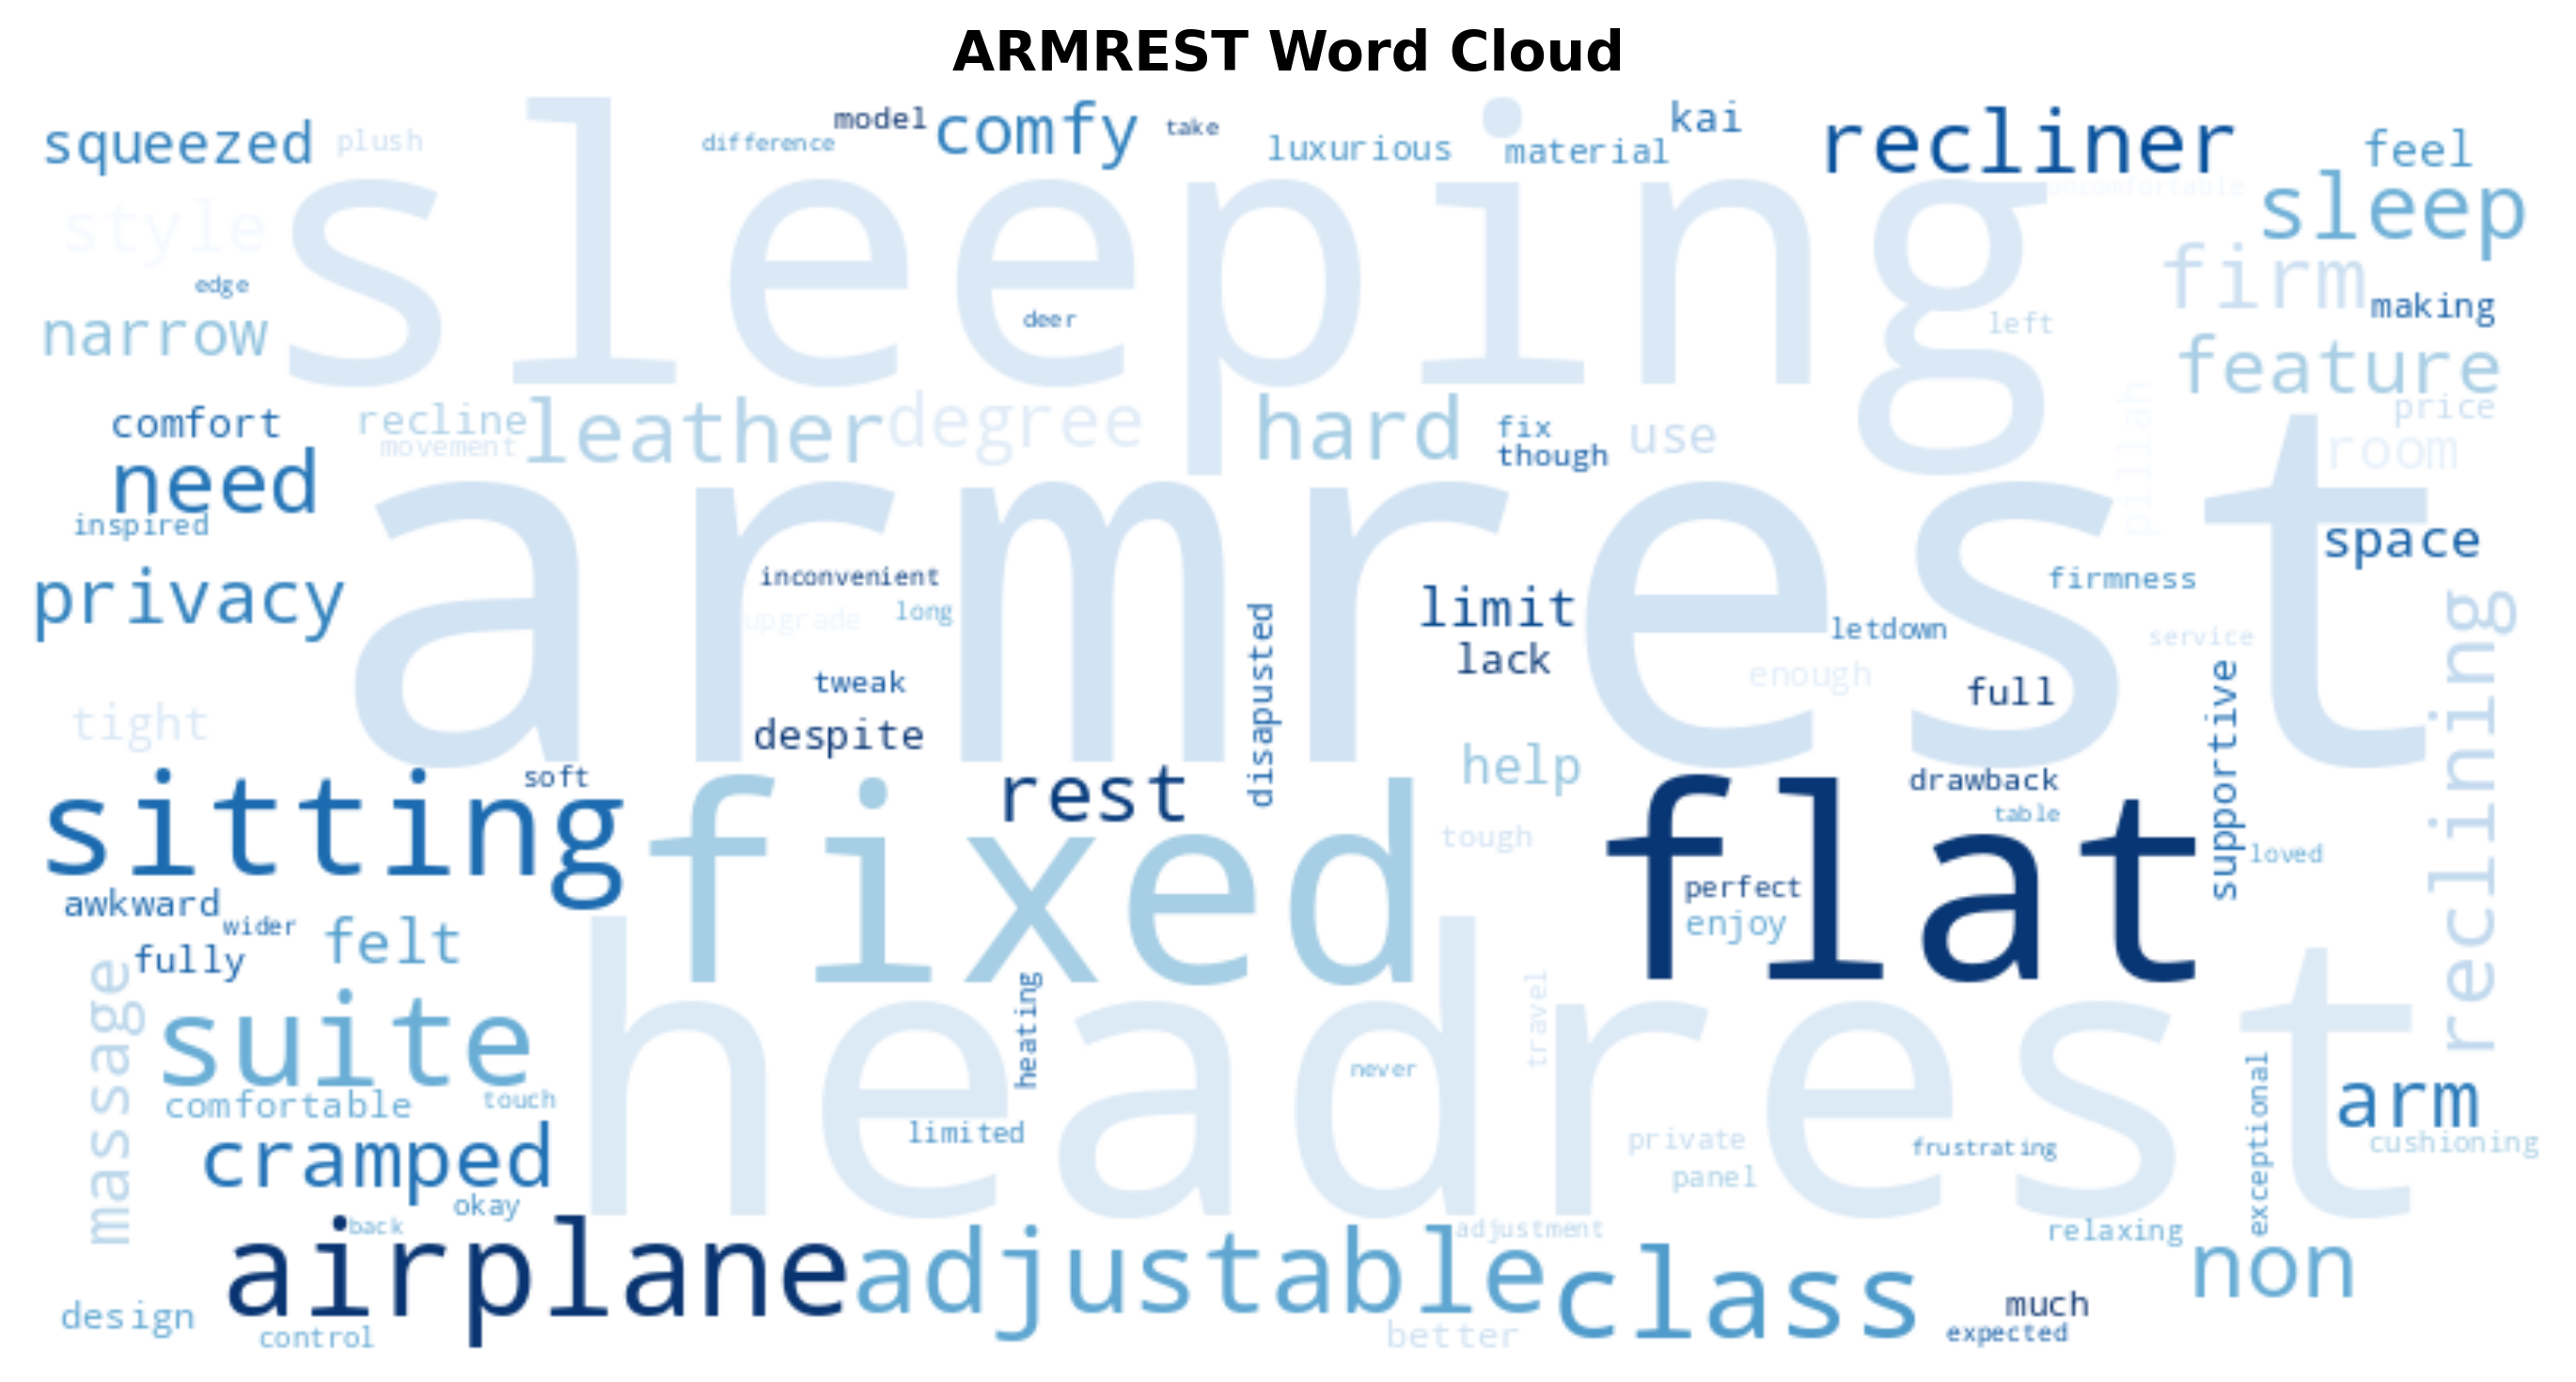 ARMREST Word Cloud
squeezed
plush
difference
model
comfy
take
luxurious
material
kai
recliner
feel
uncomfortable
sleep
style
sleeping
edge
deer
firm
making
narrow
left
feature
comfort
recline
movement
leather
degree
hard
fix
though
use
pillah
price
room
need
inspired
armrest
space
privacy
inconvenient
upgrade
long
disapusted
limit
lack
letdown
firmness
service
enough
full
tweak
despite
supportive
reclining
tight
sitting
soft
rest
help
drawback
table
fixed
tough
flat
perfect
enjoy
loved
awkward
wider
fully
felt
massage
suite
headrest
heating
travel
never
exceptional
arm
comfortable
touch
limited
private
panel
frustrating
cushioning
cramped
okay
back
airplane
adjustable
adjustment
class
relaxing
non
design
control
better
much
expected